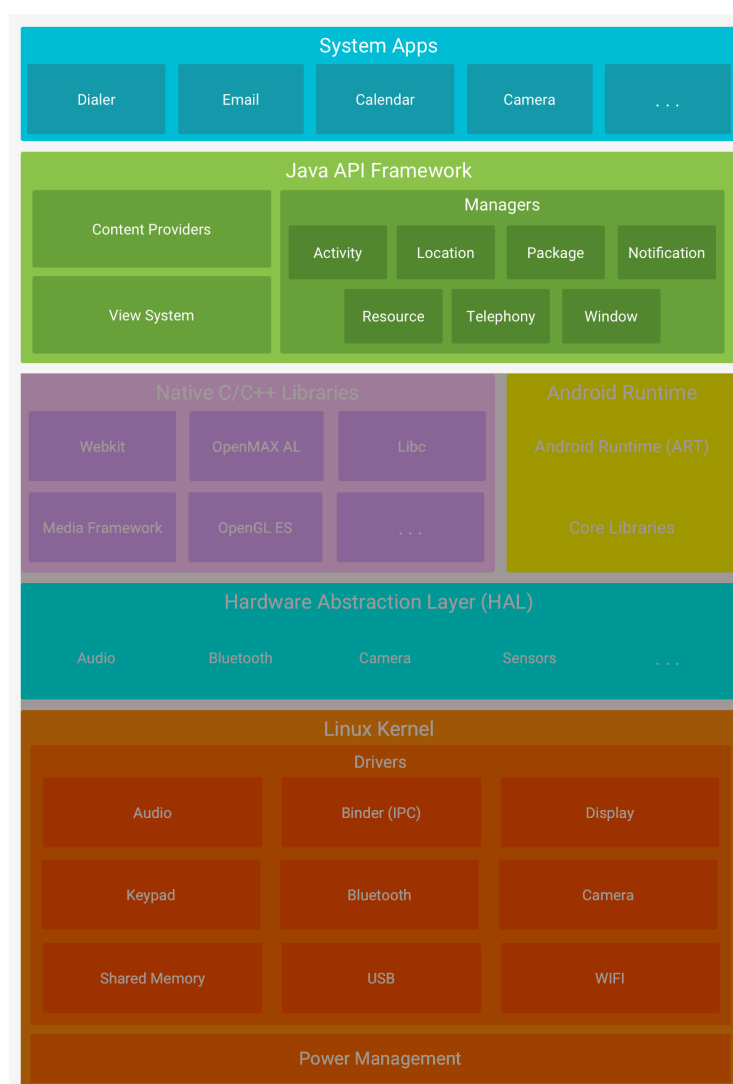 System Apps
Dialer Email Calendar Camera . . .
Java API Framework
Content Providers
View System
Managers
Activity Location Package Notification
Resource Telephony Window
Native C/C++ Libraries
Webkit OpenMAX AL Libc
Media Framework OpenGL ES . . .
Android Runtime
Android Runtime (ART)
Core Libraries
Hardware Abstraction Layer (HAL)
Audio Bluetooth Camera Sensors . . .
Linux Kernel
Drivers
Audio Binder (IPC) Display
Keypad Bluetooth Camera
Shared Memory USB WIFI
Power Management